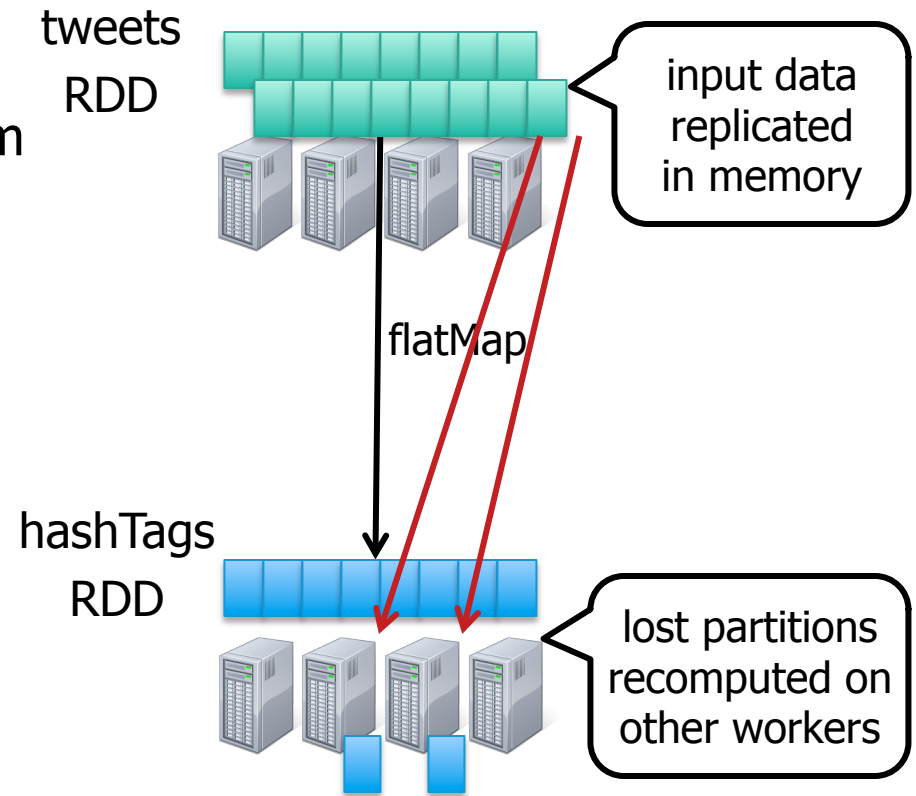 tweets
RDD
m
input data
replicated
in memory
flatMap
hashTags
RDD
lost partitions
recomputed on
other workers